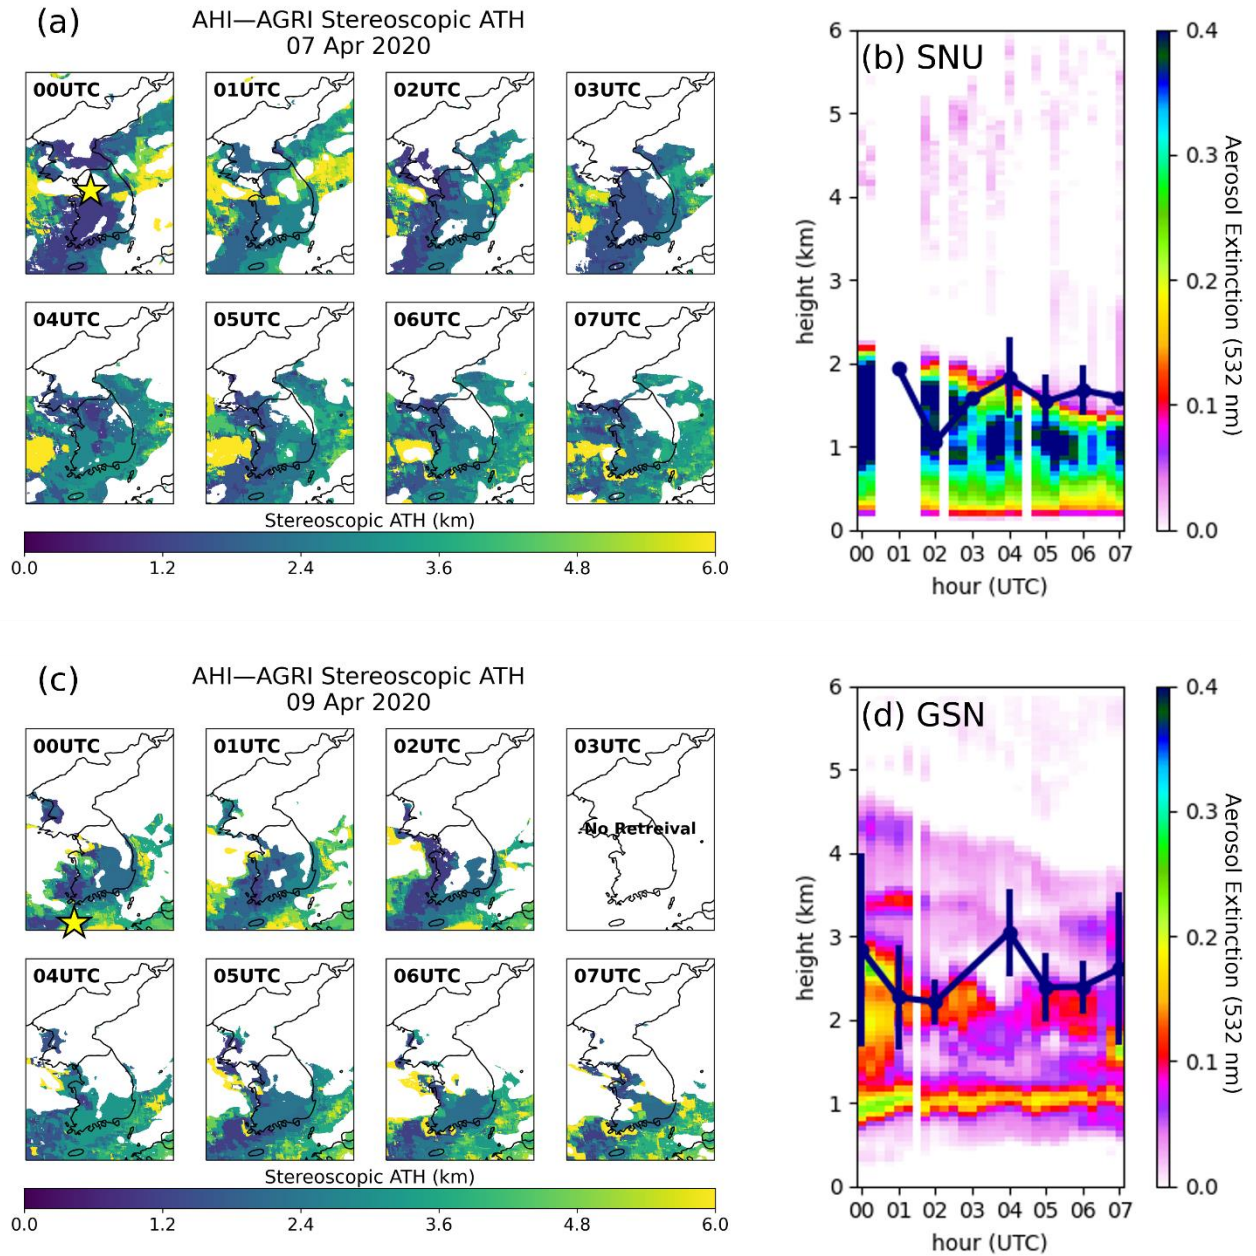 (a)
AHI—AGRI Stereoscopic ATH
07 Apr 2020
00UTC
01UTC
02UTC
03UTC
04UTC
05UTC
06UTC
07UTC
Stereoscopic ATH (km)
0.0 1.2 2.4 3.6 4.8 6.0
(b) SNU
6
5
4
3
2
1
0
height (km)
00 01 02 03 04 05 06 07
hour (UTC)
0.4
0.3
0.2
0.1
0.0
Aerosol Extinction (532 nm)
(c)
AHI—AGRI Stereoscopic ATH
09 Apr 2020
00UTC
01UTC
02UTC
03UTC
No Retreival
04UTC
05UTC
06UTC
07UTC
Stereoscopic ATH (km)
0.0 1.2 2.4 3.6 4.8 6.0
(d) GSN
6
5
4
3
2
1
0
height (km)
00 01 02 03 04 05 06 07
hour (UTC)
0.4
0.3
0.2
0.1
0.0
Aerosol Extinction (532 nm)